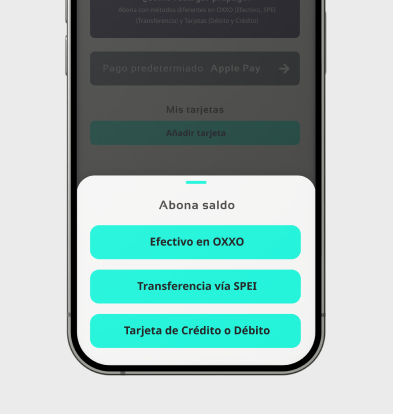 Abona con métodos diferentes en OXXO (Efectivo, SPEI
(Transferencia) y Tarjetas (Débito y Crédito)
Pago predeterminado Apple Pay
Mis tarjetas
Añadir tarjeta
Abona saldo
Efectivo en OXXO
Transferencia vía SPEI
Tarjeta de Crédito o Débito